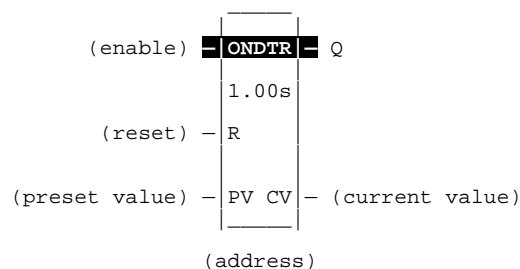 (enable) ONDTR Q
1.00s
(reset) R
(preset value) PV CV (current value)
(address)